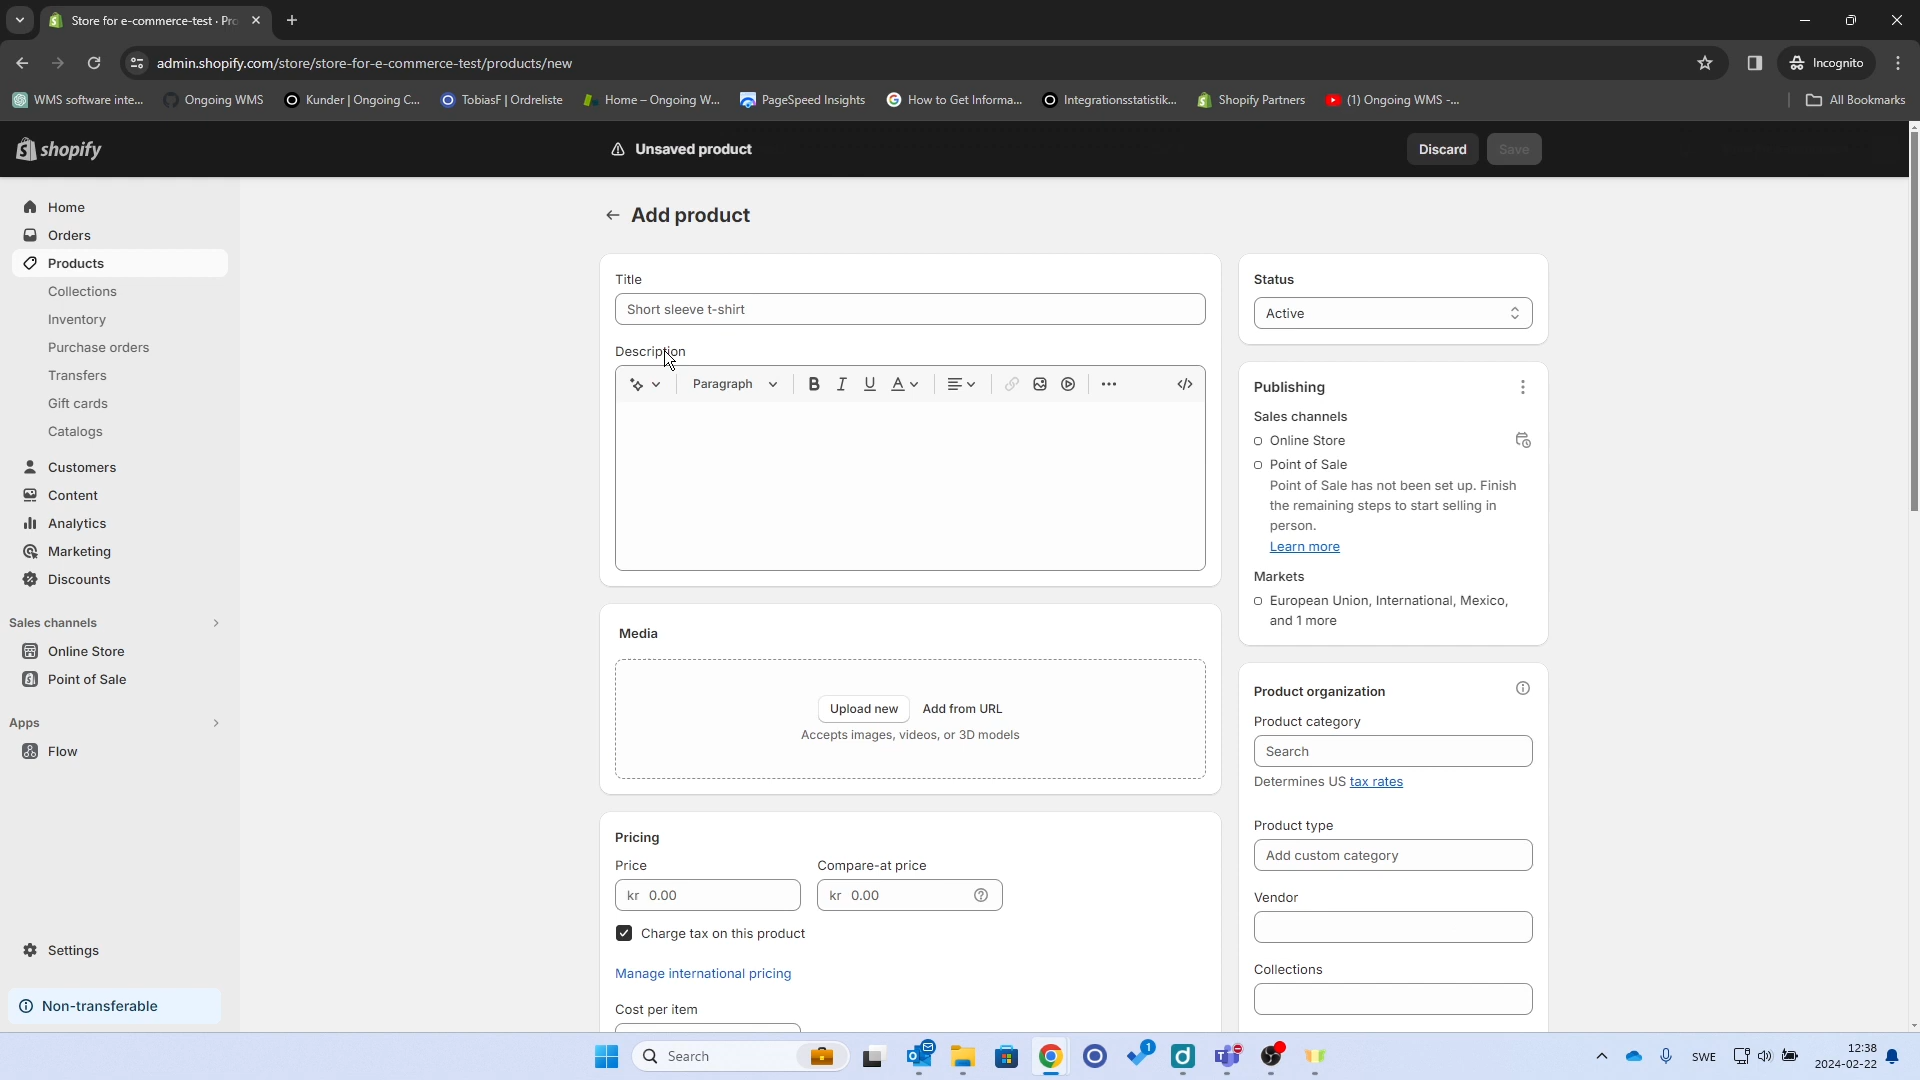 Store for e-commerce-test · Pro
admin.shopify.com/store/store-for-e-commerce-test/products/new
Incognito
WMS software inte...
Ongoing WMS
Kunder | Ongoing C...
TobiasF | Ordreliste
Home – Ongoing W...
PageSpeed Insights
How to Get Informa...
Integrationsstatistik...
Shopify Partners
(1) Ongoing WMS -...
All Bookmarks
shopify
Unsaved product
Discard
Save
Home
Orders
Products
Collections
Inventory
Purchase orders
Transfers
Gift cards
Catalogs
Customers
Content
Analytics
Marketing
Discounts
Sales channels
Online Store
Point of Sale
Apps
Flow
Settings
Non-transferable
Add product
Title
Short sleeve t-shirt
Description
Paragraph
B I U A
Media
Upload new
Add from URL
Accepts images, videos, or 3D models
Pricing
Price
Compare-at price
kr 0.00
kr 0.00
Charge tax on this product
Manage international pricing
Cost per item
Status
Active
Publishing
Sales channels
Online Store
Point of Sale
Point of Sale has not been set up. Finish
the remaining steps to start selling in
person.
Learn more
Markets
European Union, International, Mexico,
and 1 more
Product organization
Product category
Search
Determines US tax rates
Product type
Add custom category
Vendor
Collections
Search
1
SWE
12:38
2024-02-22